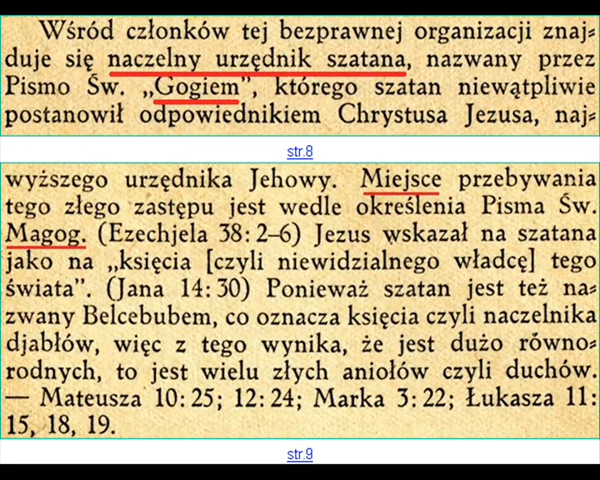 Wśród członków tej bezprawnej organizacji znaj⸗
duje się naczelny urzędnik szatana, nazwany przez
Pismo Św. „Gogiem”, którego szatan niewątpliwie
postanowił odpowiednikiem Chrystusa Jezusa, naj⸗
str.8
wyższego urzędnika Jehowy. Miejsce przebywania
tego złego zastępu jest wedle określenia Pisma Św.
Magog. (Ezechjela 38: 2–6) Jezus wskazał na szatana
jako na „księcia [czyli niewidzialnego władcę] tego
świata”. (Jana 14: 30) Ponieważ szatan jest też na⸗
zwany Belcebubem, co oznacza księcia czyli naczelnika
djabłów, więc z tego wynika, że jest dużo równo⸗
rodnych, to jest wielu złych aniołów czyli duchów.
— Mateusza 10: 25; 12: 24; Marka 3: 22; Łukasza 11:
15, 18, 19.
str.9